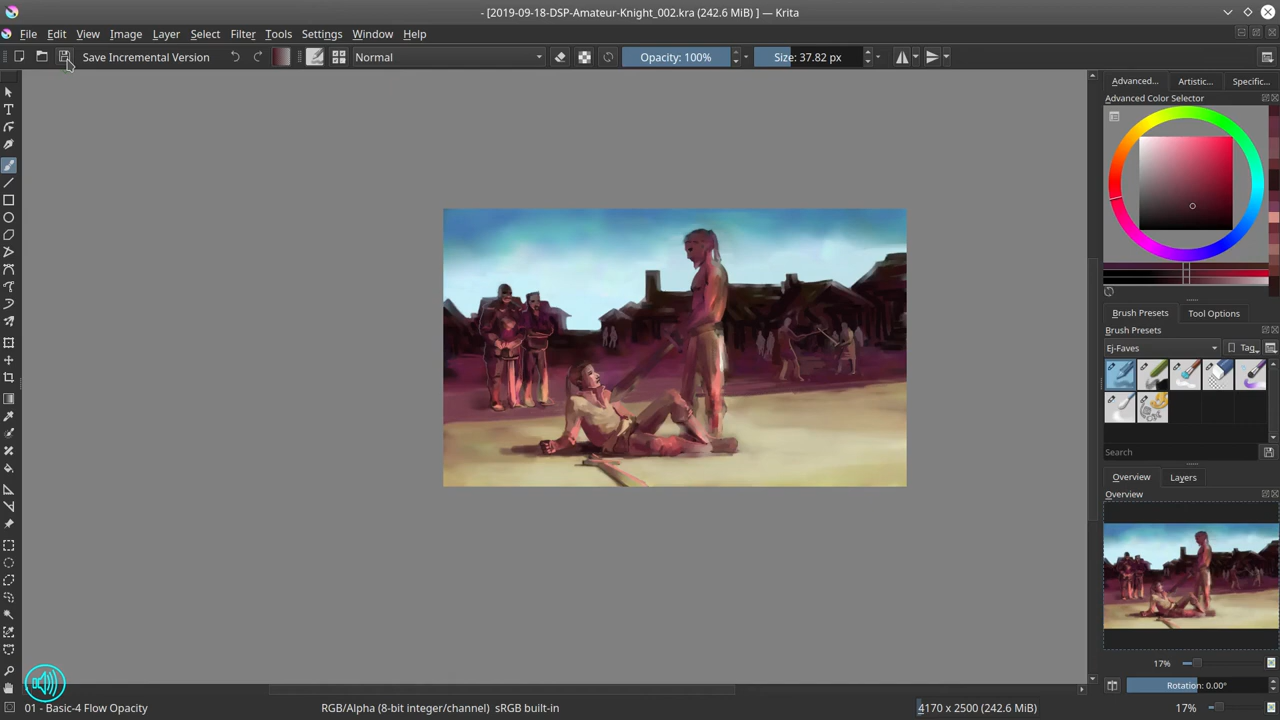 - [2019-09-18-DSP-Amateur-Knight_002.kra (242.6 MiB) ] — Krita
File Edit View Image Layer Select Filter Tools Settings Window Help
Save Incremental Version Normal Opacity: 100% Size: 37.82 px
Advanced... Artistic... Specific...
Advanced Color Selector
Brush Presets Tool Options
Brush Presets
Ej-Faves Tag
Search
Overview Layers
Overview
17%
Rotation: 0.00°
01 - Basic-4 Flow Opacity RGB/Alpha (8-bit integer/channel) sRGB built-in 4170 x 2500 (242.6 MiB) 17%